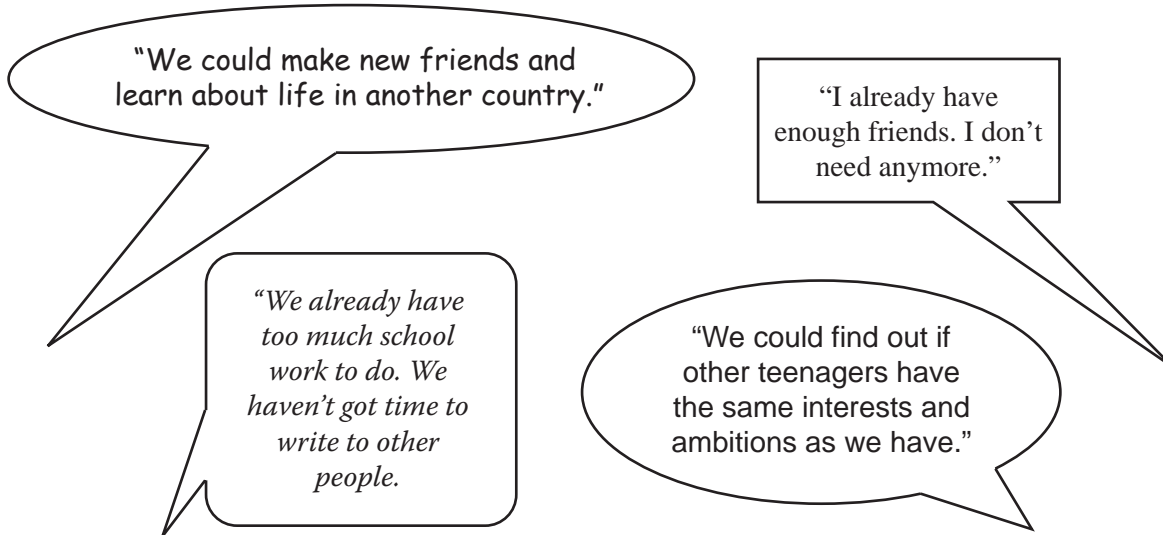 “We could make new friends and
learn about life in another country.”
“I already have
enough friends. I don’t
need anymore.”
“We already have
too much school
work to do. We
haven’t got time to
write to other
people.
“We could find out if
other teenagers have
the same interests and
ambitions as we have.”